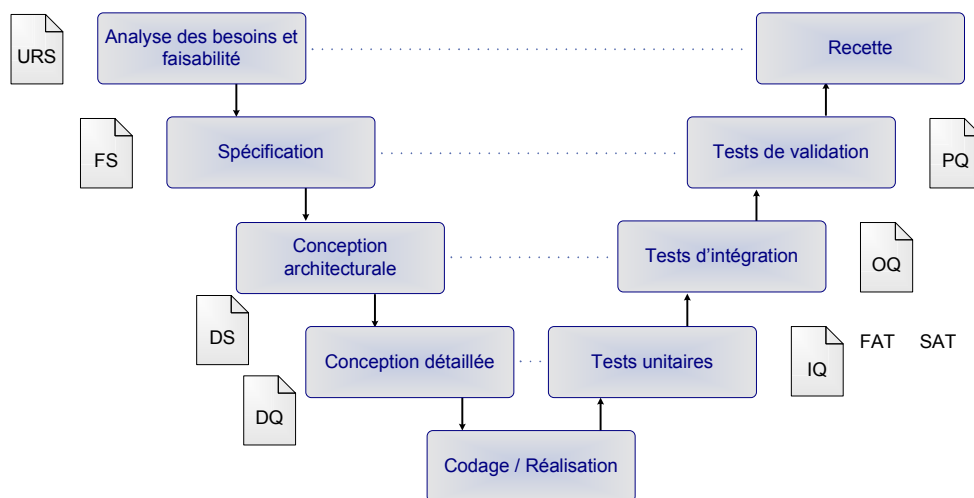 URS
Analyse des besoins et
faisabilité
Recette
FS
Spécification
Tests de validation
PQ
Conception
architecturale
Tests d'intégration
OQ
DS
Conception détaillée
Tests unitaires
IQ
FAT SAT
DQ
Codage / Réalisation